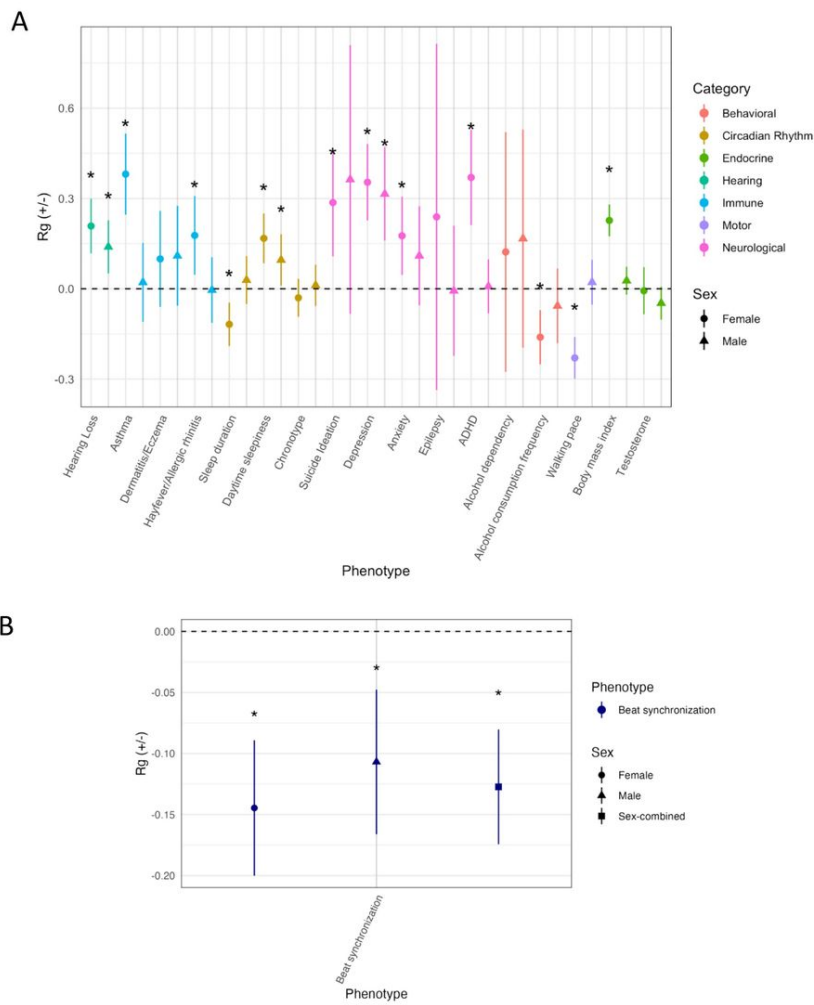 A
Rg (+/-)
0.6
0.3
0.0
-0.3
* * * * * * * * * * * * * * * *
Hearing Loss
Asthma
Dermatitis/Eczema
Hayfever/Allergic rhinitis
Sleep duration
Daytime sleepiness
Chronotype
Suicide Ideation
Depression
Anxiety
Epilepsy
ADHD
Alcohol dependency
Alcohol consumption frequency
Walking pace
Body mass index
Testosterone
Phenotype
Category
Behavioral
Circadian Rhythm
Endocrine
Hearing
Immune
Motor
Neurological
Sex
Female
Male
B
Rg (+/-)
0.00
-0.05
-0.10
-0.15
-0.20
* * *
Beat synchronization
Phenotype
Phenotype
Beat synchronization
Sex
Female
Male
Sex-combined